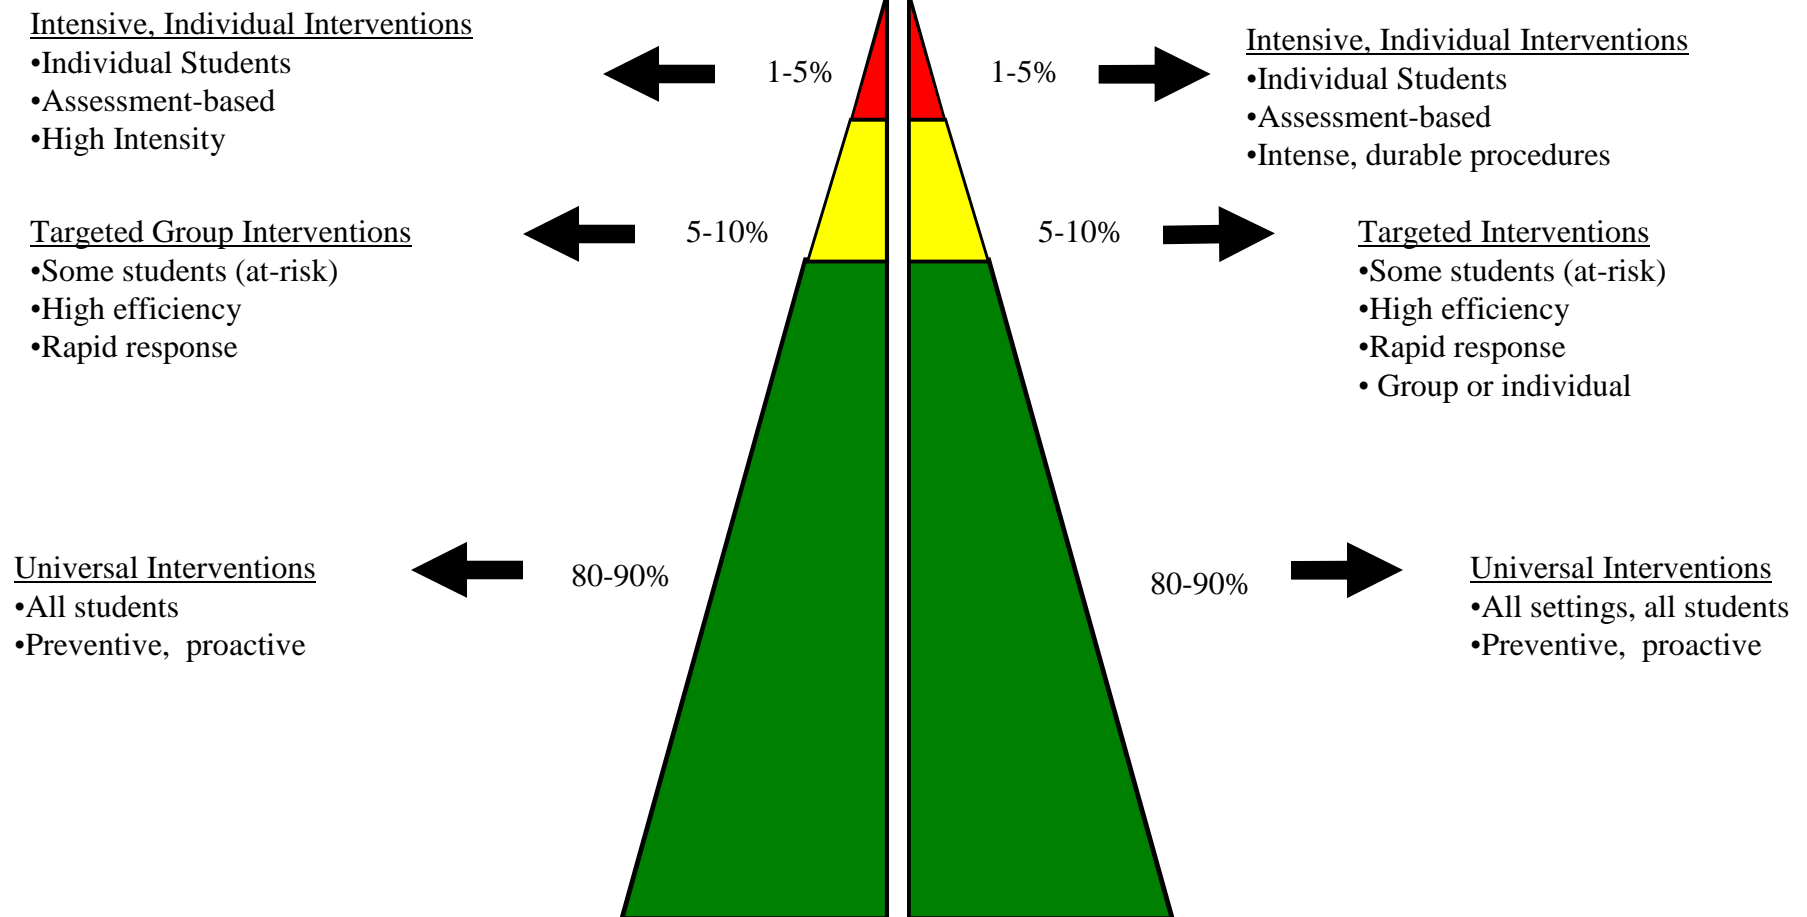 Intensive, Individual Interventions
•Individual Students
•Assessment-based
•High Intensity
1-5%
1-5%
Intensive, Individual Interventions
•Individual Students
•Assessment-based
•Intense, durable procedures
Targeted Group Interventions
•Some students (at-risk)
•High efficiency
•Rapid response
5-10%
5-10%
Targeted Interventions
•Some students (at-risk)
•High efficiency
•Rapid response
• Group or individual
Universal Interventions
•All students
•Preventive,  proactive
80-90%
80-90%
Universal Interventions
•All settings, all students
•Preventive,  proactive